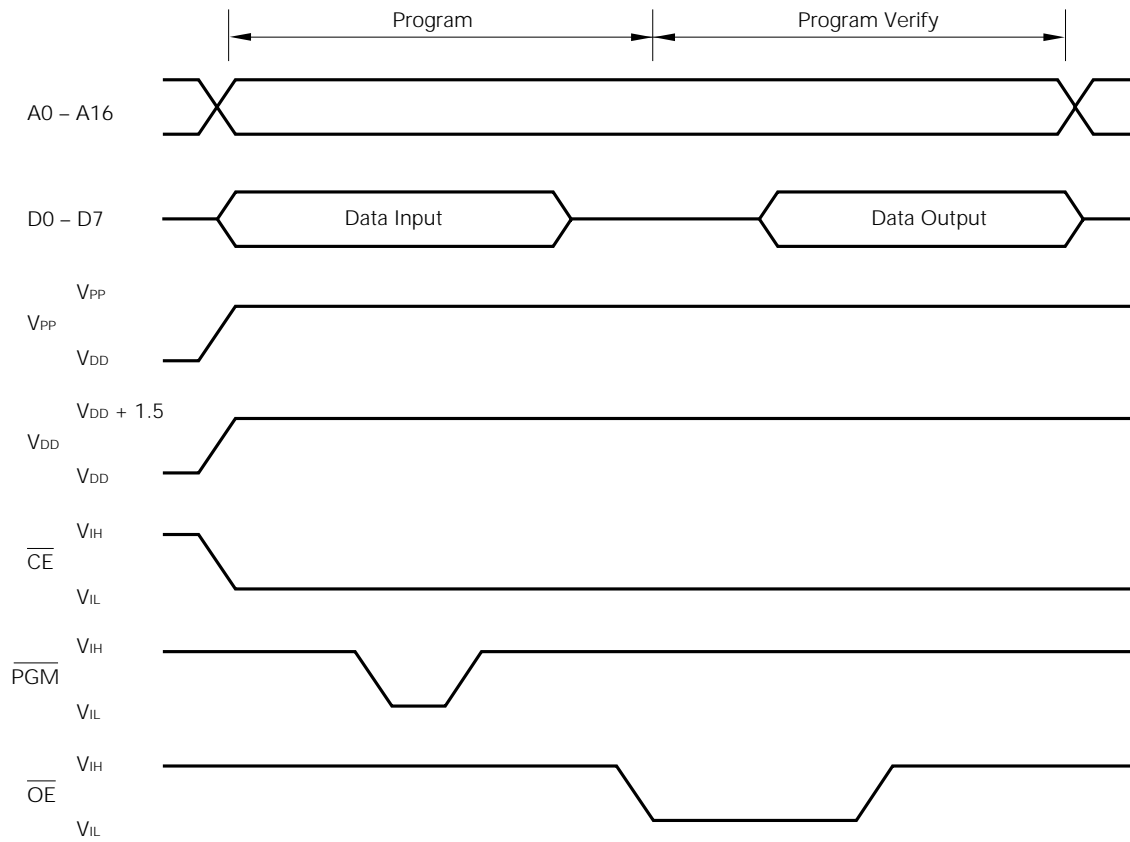 Program Program Verify
A0 – A16
D0 – D7 Data Input Data Output
VPP
VPP
VDD
VDD + 1.5
VDD
VDD
VIH
CE
VIL
VIH
PGM
VIL
VIH
OE
VIL